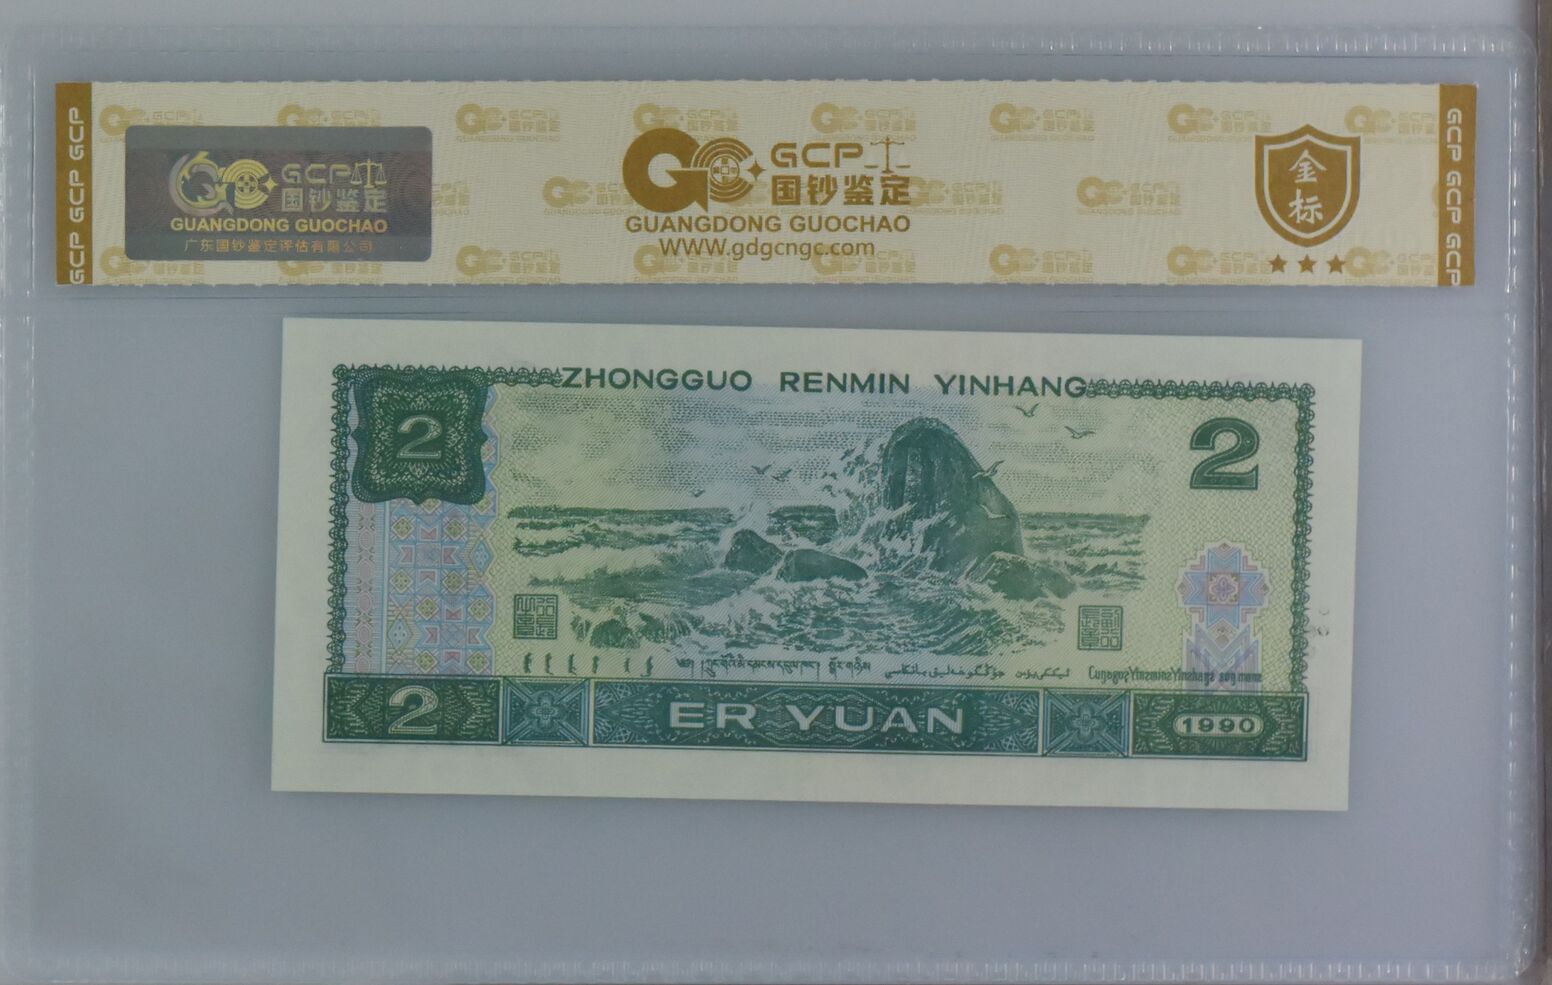 GCP GCP GCP
GCP
国钞鉴定
GUANGDONG GUOCHAO
广东国钞鉴定评估有限公司
GCP
国钞鉴定
GUANGDONG GUOCHAO
WWW.gdgcngc.com
金标
GCP GCP GCP
ZHONGGUO RENMIN YINHANG
2
2
2
ER YUAN
1990